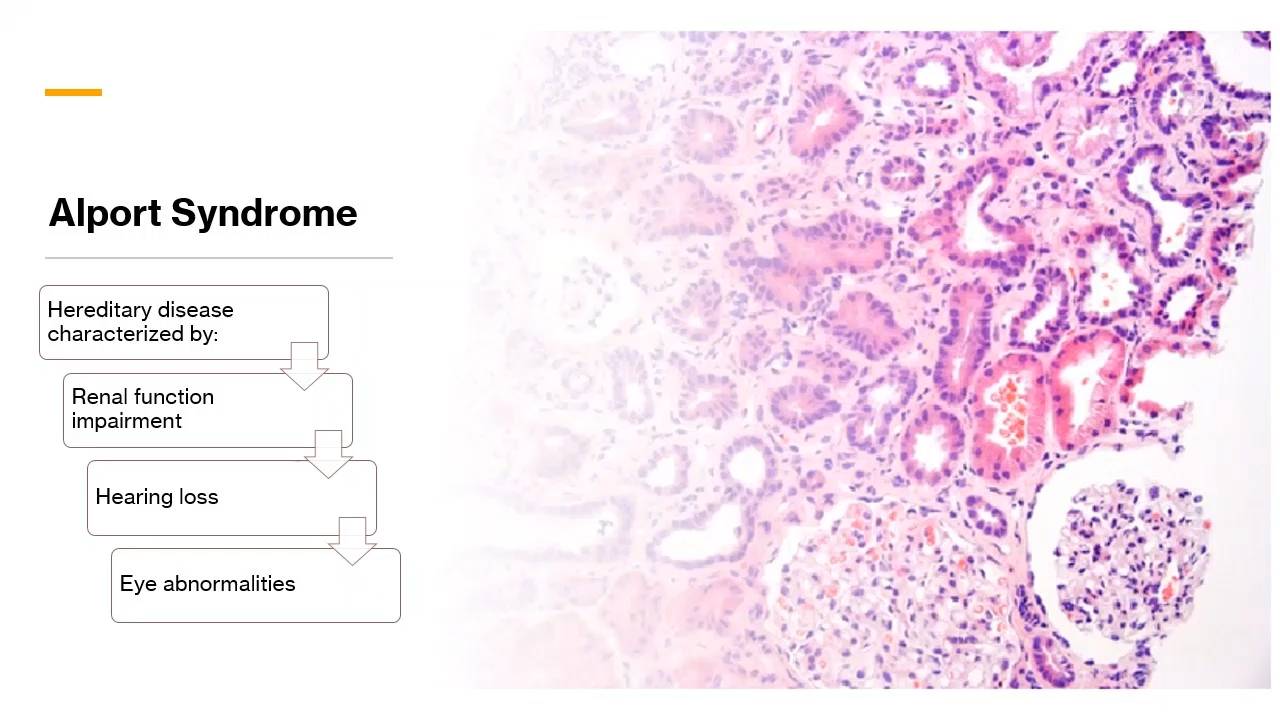 Alport Syndrome
Hereditary disease
characterized by:
Renal function
impairment
Hearing loss
Eye abnormalities